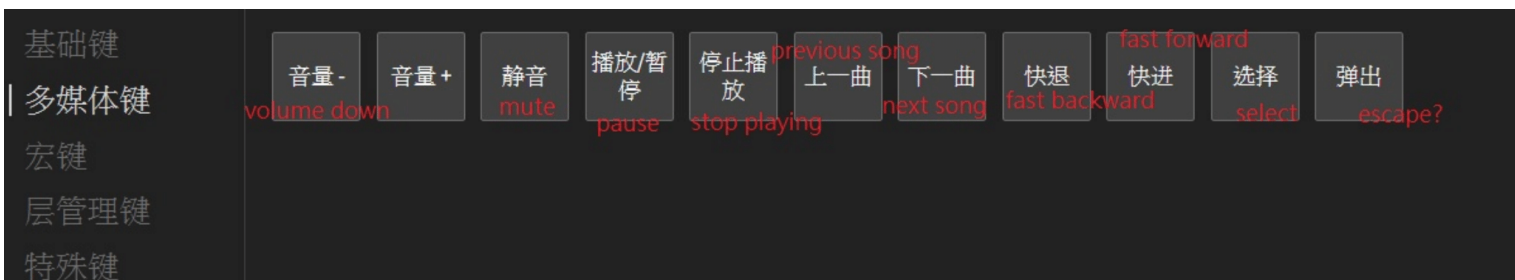 基础键
多媒体键
宏键
层管理键
特殊键
音量-
volume down
音量+
静音
mute
播放/暂
停
pause
停止播
放
stop playing
previous song
上一曲
下一曲
next song
快退
fast backward
fast forward
快进
选择
select
弹出
escape?